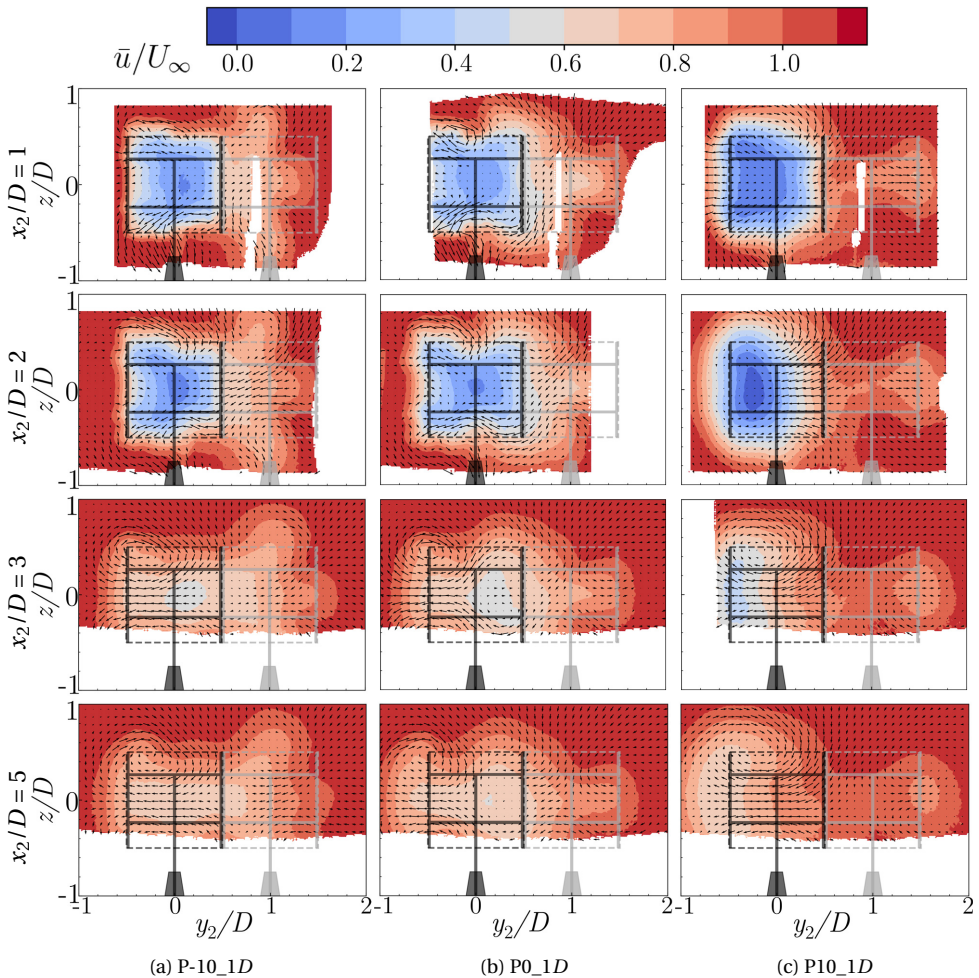 ū/U∞
0.0 0.2 0.4 0.6 0.8 1.0
x₂/D = 1
z/D
1
0
-1
x₂/D = 2
z/D
1
0
-1
x₂/D = 3
z/D
1
0
-1
x₂/D = 5
z/D
1
0
-1
-1 0 1 2-1 0 1 2-1 0 1 2
y₂/D y₂/D y₂/D
(a) P-10_1D (b) P0_1D (c) P10_1D